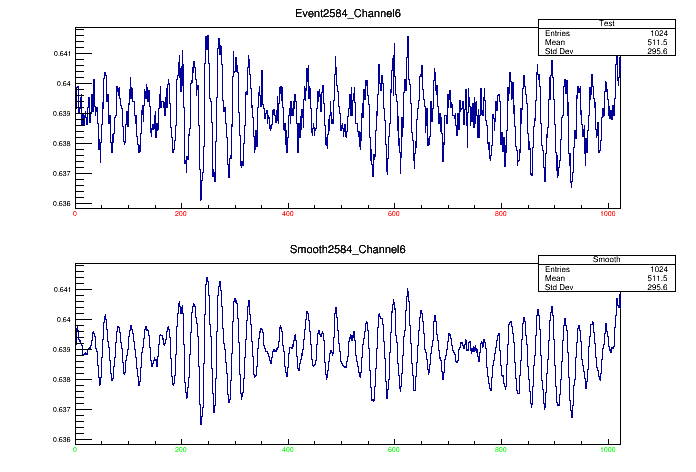 Event2584_Channel6
Test
Entries 1024
Mean 511.5
Std Dev 295.6
0.641
0.64
0.639
0.638
0.637
0.636
0 200 400 600 800 1000
Smooth2584_Channel6
Smooth
Entries 1024
Mean 511.5
Std Dev 295.6
0.641
0.64
0.639
0.638
0.637
0.636
0 200 400 600 800 1000